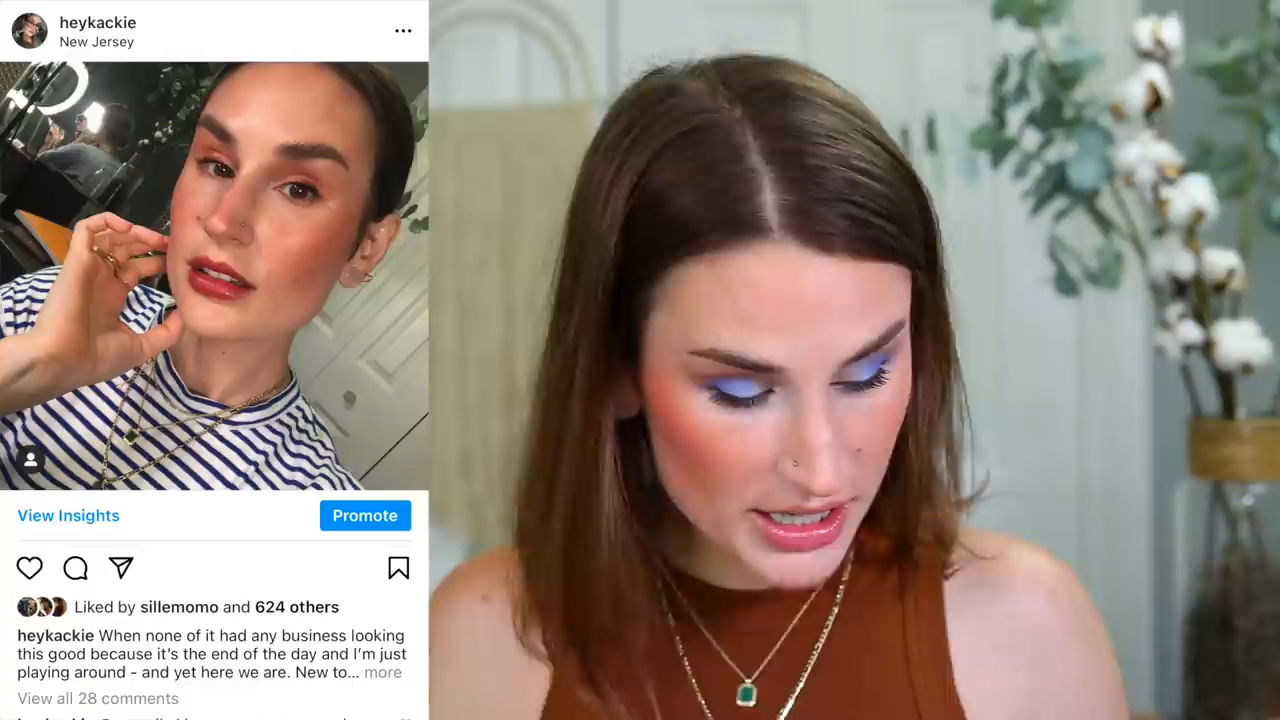 heykackie
New Jersey
View Insights
Promote
Liked by sillemomo and 624 others
heykackie When none of it had any business looking
this good because it's the end of the day and I'm just
playing around - and yet here we are. New to... more
View all 28 comments